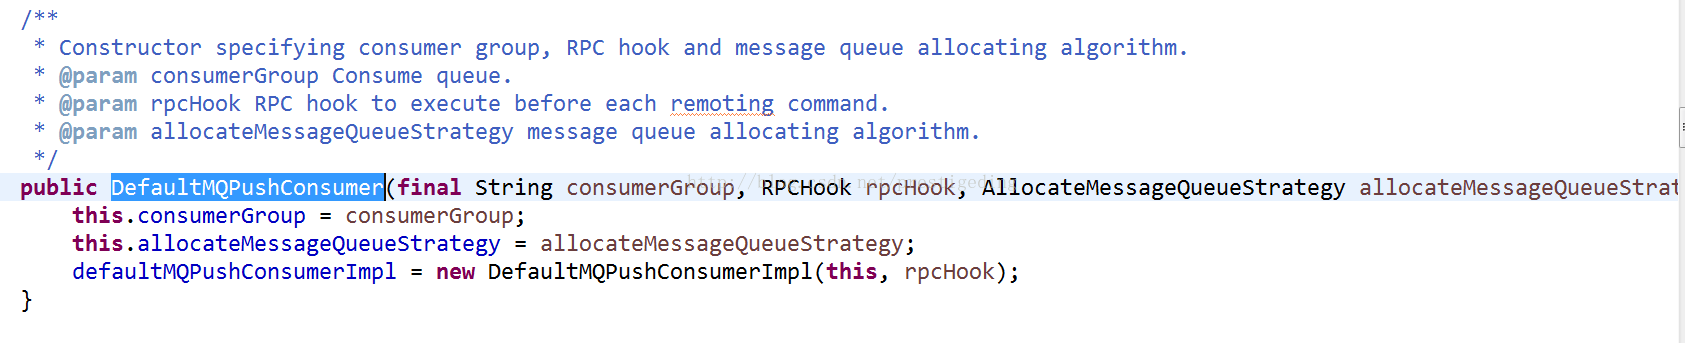 /**
 * Constructor specifying consumer group, RPC hook and message queue allocating algorithm.
 * @param consumerGroup Consume queue.
 * @param rpcHook RPC hook to execute before each remoting command.
 * @param allocateMessageQueueStrategy message queue allocating algorithm.
 */
public DefaultMQPushConsumer(final String consumerGroup, RPCHook rpcHook, AllocateMessageQueueStrategy allocateMessageQueueStrat
    this.consumerGroup = consumerGroup;
    this.allocateMessageQueueStrategy = allocateMessageQueueStrategy;
    defaultMQPushConsumerImpl = new DefaultMQPushConsumerImpl(this, rpcHook);
}